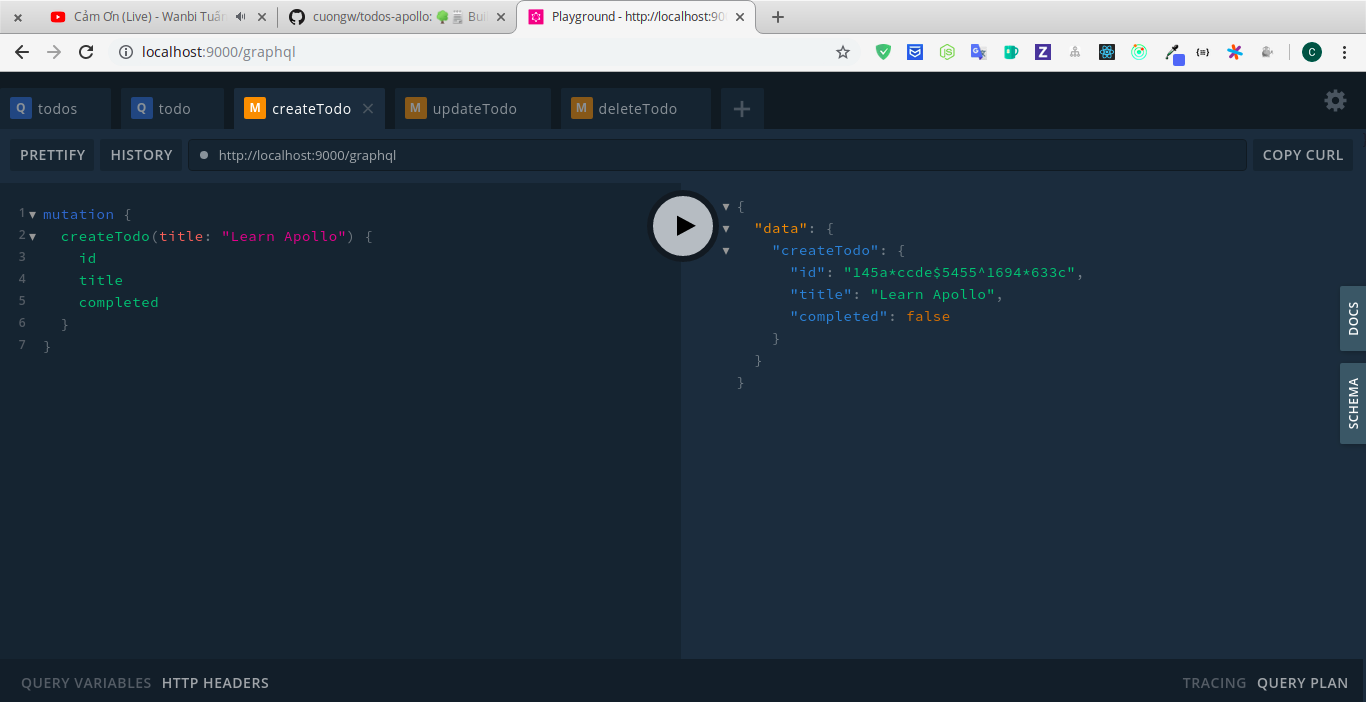 Cảm Ơn (Live) - Wanbi Tuấn
cuongw/todos-apollo: Buil
Playground - http://localhost:90
localhost:9000/graphql
Q todos
Q todo
M createTodo
M updateTodo
M deleteTodo
PRETTIFY
HISTORY
http://localhost:9000/graphql
COPY CURL
1 mutation {
2 createTodo(title: "Learn Apollo") {
3 id
4 title
5 completed
6 }
7 }
{
"data": {
"createTodo": {
"id": "145a*ccde$5455^1694*633c",
"title": "Learn Apollo",
"completed": false
}
}
}
DOCS
SCHEMA
QUERY VARIABLES
HTTP HEADERS
TRACING
QUERY PLAN